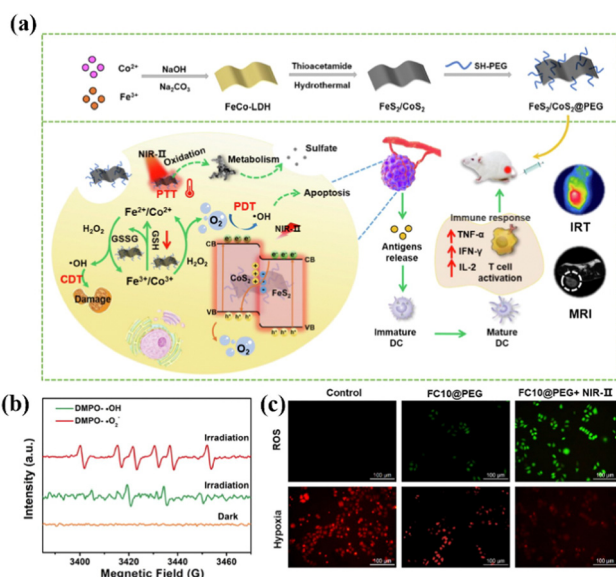 (a)
Co²⁺
Fe³⁺
NaOH
Na₂CO₃
FeCo-LDH
Thioacetamide
Hydrothermal
FeS₂/CoS₂
SH-PEG
FeS₂/CoS₂@PEG
NIR-II
Oxidation
Metabolism
Sulfate
PTT
Apoptosis
Fe²⁺/Co²⁺
O₂
PDT
•OH
NIR-II
H₂O₂
GSSG
GSH
H₂O₂
•OH
CDT
Fe³⁺/Co³⁺
Damage
CB
CoS₂
CB
FeS₂
VB
VB
h⁺ h⁺
O₂
Antigens
release
Immature
DC
Immune response
TNF-α
IFN-γ
IL-2
T cell
activation
Mature
DC
IRT
MRI
(b)
DMPO- •OH
DMPO- •O₂⁻
Irradiation
Irradiation
Dark
Intensity (a.u.)
3400 3420 3440 3460
Megnetic Field (G)
(c)
Control FC10@PEG FC10@PEG+ NIR-II
ROS
100 μm 100 μm 100 μm
Hypoxia
100 μm 100 μm 100 μm